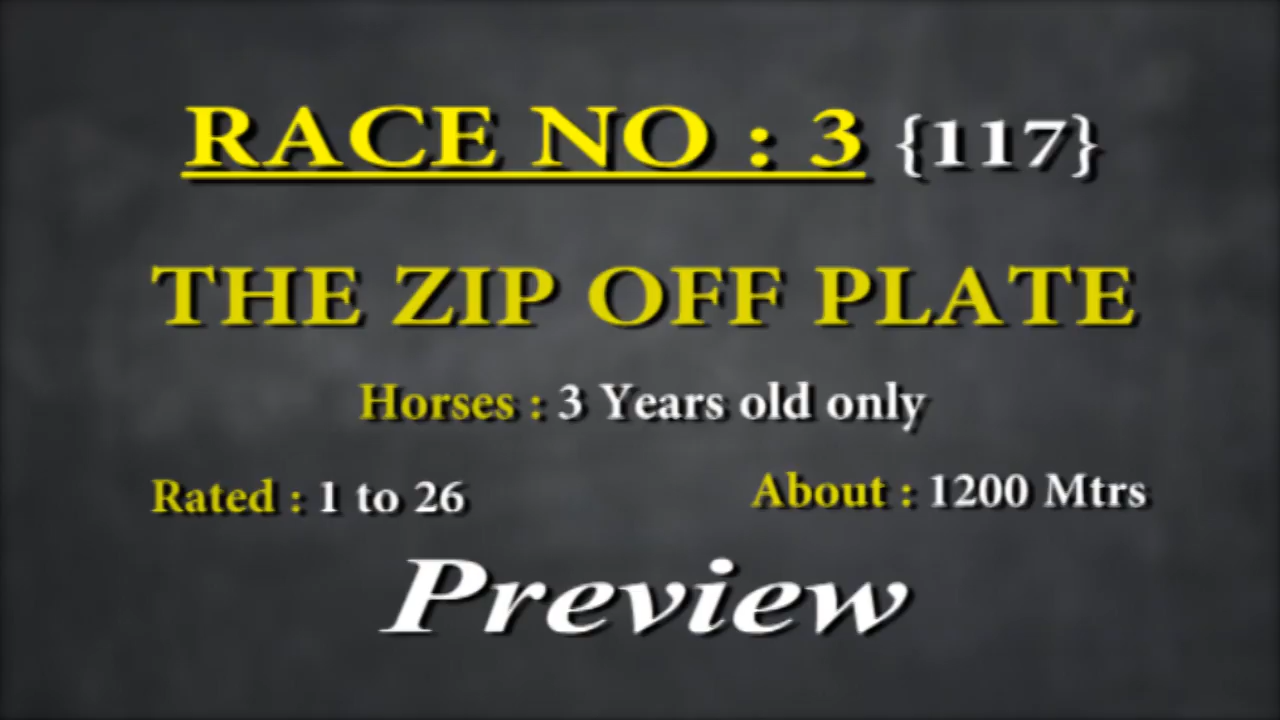 RACE NO : 3 {117}
THE ZIP OFF PLATE
Horses : 3 Years old only
Rated : 1 to 26 About : 1200 Mtrs
Preview